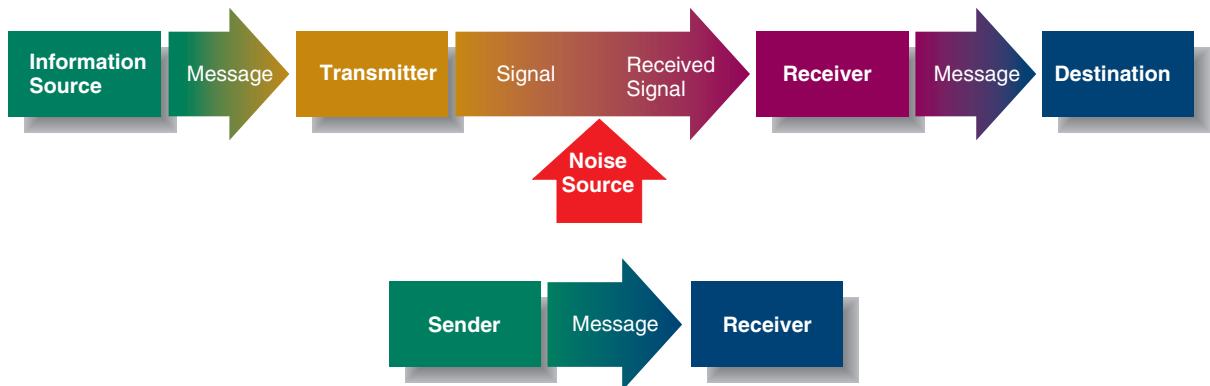 Information
Source
Message
Transmitter
Signal
Received
Signal
Receiver
Message
Destination
Noise
Source
Sender
Message
Receiver